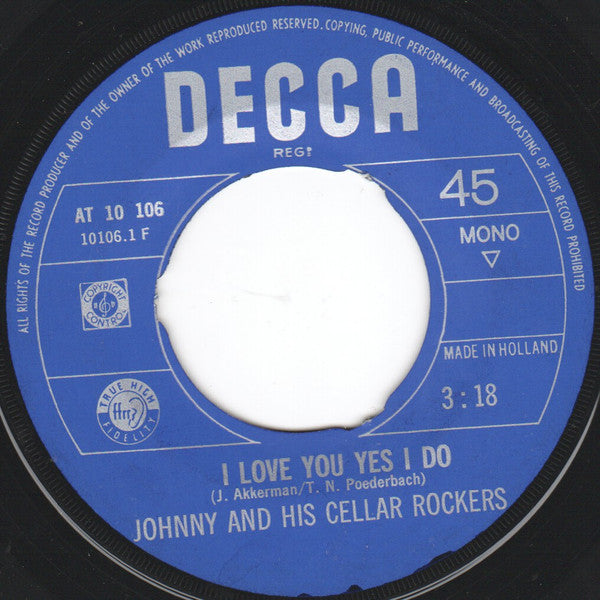 ALL RIGHTS OF THE RECORD PRODUCER AND OF THE OWNER OF THE WORK REPRODUCED RESERVED. COPYING, PUBLIC PERFORMANCE AND BROADCASTING OF THIS RECORD PROHIBITED
DECCA
REGD
AT 10 106
10106.1 F
45
MONO
COPYRIGHT
CONTROL
MADE IN HOLLAND
TRUE HIGH
ffrr
FIDELITY
3:18
I LOVE YOU YES I DO
(J. Akkerman/T. N. Poederbach)
JOHNNY AND HIS CELLAR ROCKERS